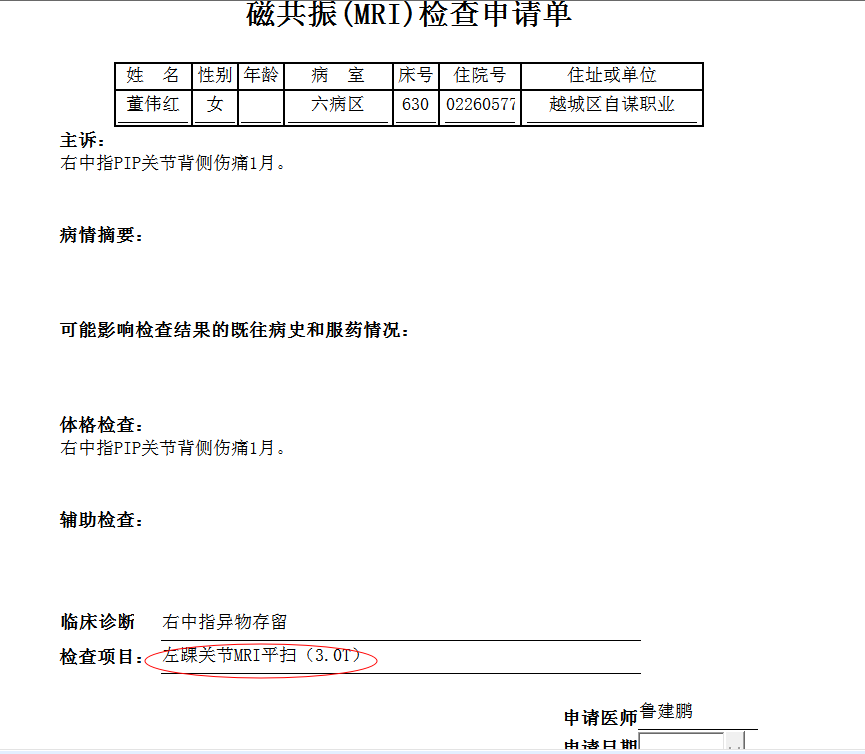 磁共振(MRI)检查申请单
姓 名 性别 年龄 病 室 床号 住院号 住址或单位
董伟红 女 六病区 630 02260577 越城区自谋职业
主诉：
右中指PIP关节背侧伤痛1月。
病情摘要：
可能影响检查结果的既往病史和服药情况：
体格检查：
右中指PIP关节背侧伤痛1月。
辅助检查：
临床诊断 右中指异物存留
检查项目： 左踝关节MRI平扫（3.0T）
申请医师 鲁建鹏
申请日期